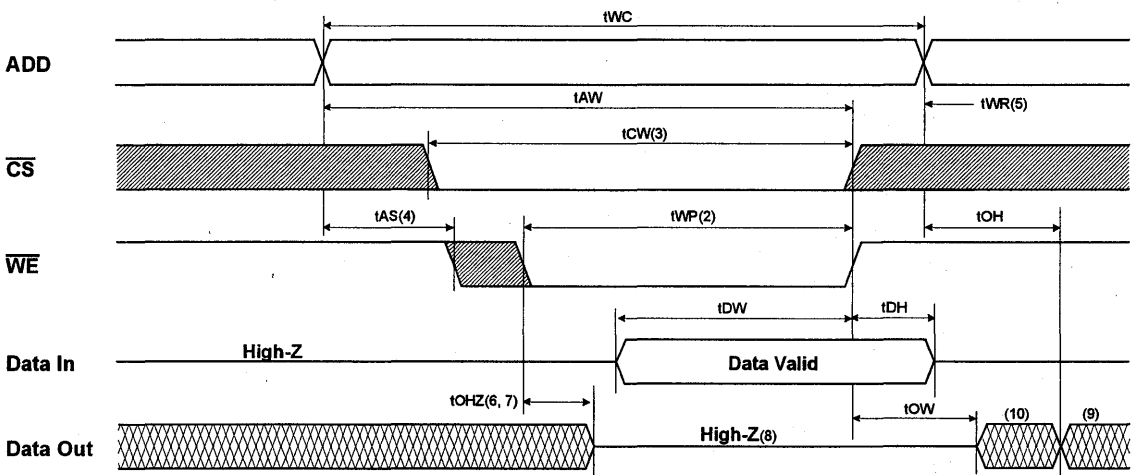 tWC
ADD
tAW
tWR(5)
tCW(3)
CS
tAS(4)
tWP(2)
tOH
WE
tDW
tDH
High-Z
Data In
Data Valid
tOHZ(6, 7)
tOW
(10)
(9)
High-Z(8)
Data Out